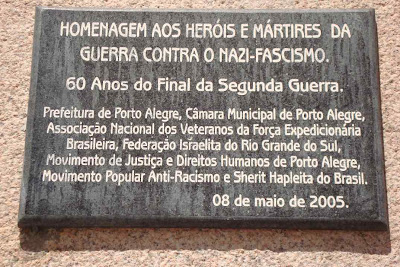 HOMENAGEM AOS HERÓIS E MÁRTIRES DA
GUERRA CONTRA O NAZI-FASCISMO.
60 Anos do Final da Segunda Guerra.
Prefeitura de Porto Alegre, Câmara Municipal de Porto Alegre,
Associação Nacional dos Veteranos da Força Expedicionária
Brasileira, Federação Israelita do Rio Grande do Sul,
Movimento de Justiça e Direitos Humanos de Porto Alegre,
Movimento Popular Anti-Racismo e Sherit Hapleita do Brasil.
08 de maio de 2005.